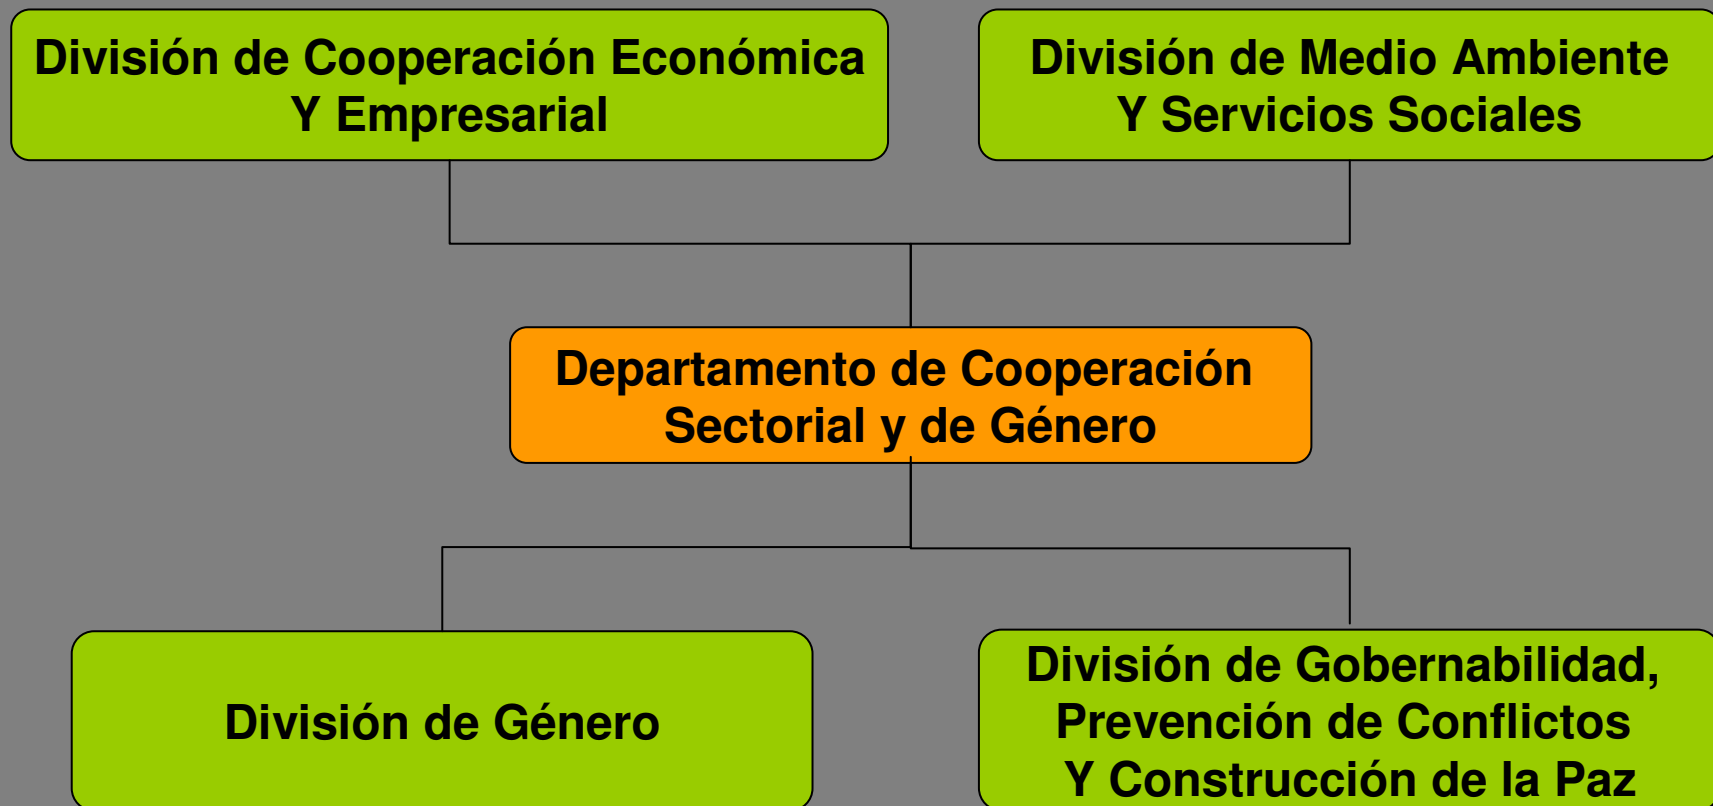 División de Cooperación Económica
Y Empresarial
División de Medio Ambiente
Y Servicios Sociales
Departamento de Cooperación
Sectorial y de Género
División de Género
División de Gobernabilidad,
Prevención de Conflictos
Y Construcción de la Paz